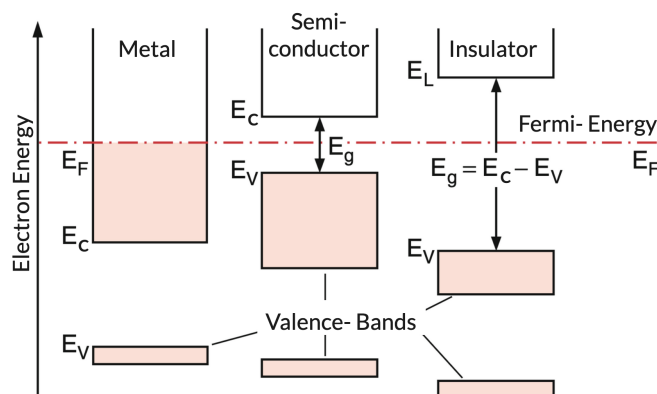 Electron Energy
Metal
Semi-
conductor
Insulator
E_L
E_C
Fermi- Energy
E_F
E_g
E_F
E_V
E_g = E_C – E_V
E_C
E_V
Valence- Bands
E_V